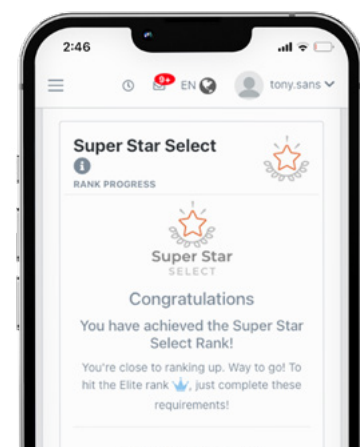 2:46
9+
EN
tony.sans
Super Star Select
RANK PROGRESS
Super Star
SELECT
Congratulations
You have achieved the Super Star
Select Rank!
You're close to ranking up. Way to go! To
hit the Elite rank , just complete these
requirements!